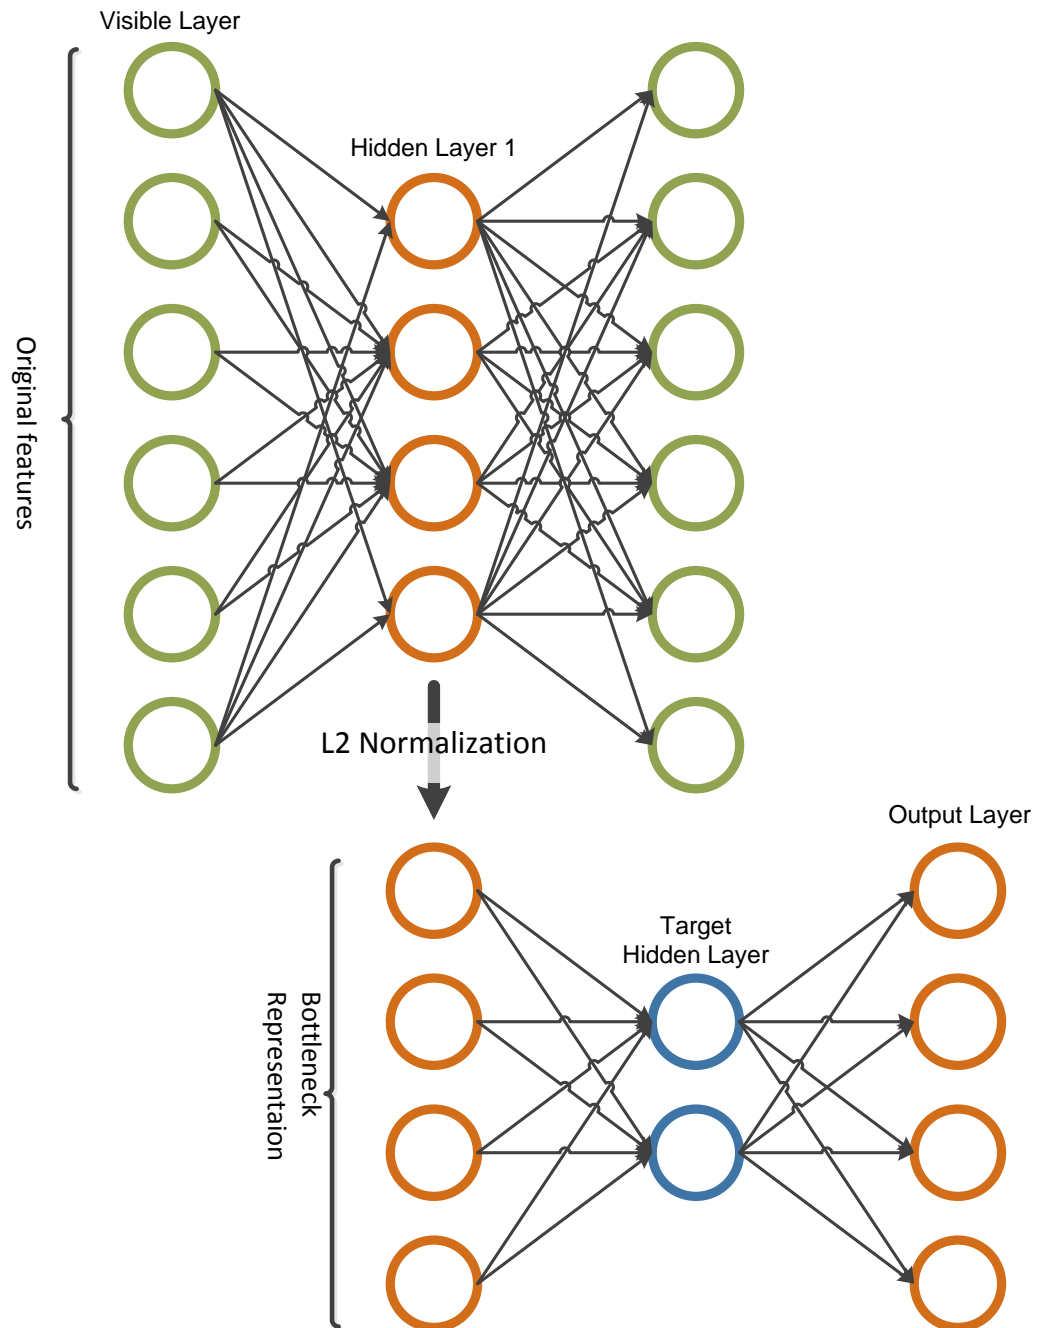 Visible Layer
Hidden Layer 1
Original features
L2 Normalization
Output Layer
Target
Hidden Layer
Bottleneck
Representaion